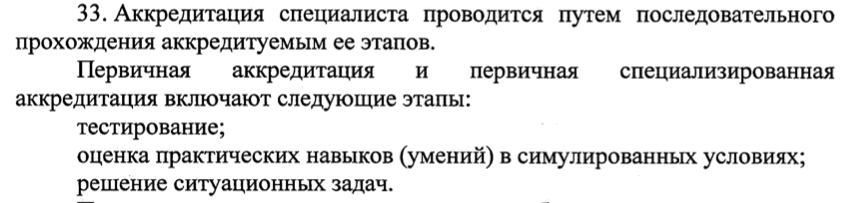 33. Аккредитация специалиста проводится путем последовательного
прохождения аккредитуемым ее этапов.
Первичная аккредитация и первичная специализированная
аккредитация включают следующие этапы:
тестирование;
оценка практических навыков (умений) в симулированных условиях;
решение ситуационных задач.